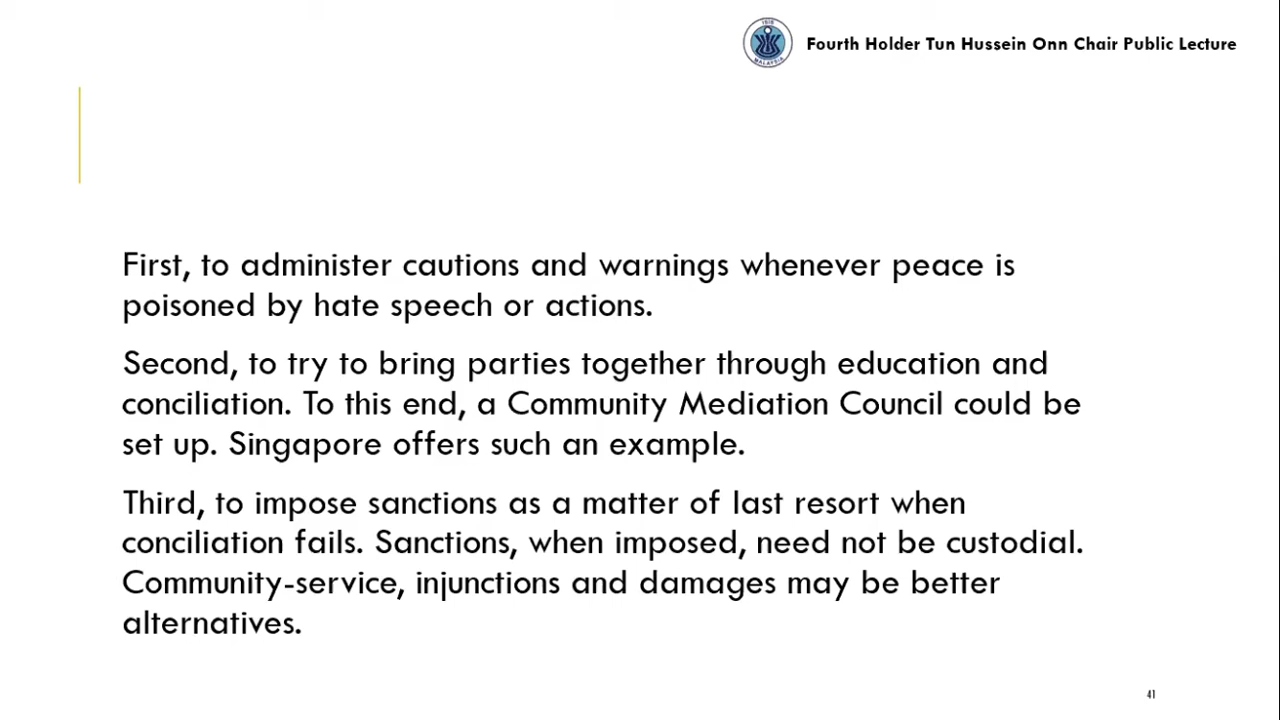 ISIS
MALAYSIA
Fourth Holder Tun Hussein Onn Chair Public Lecture
First, to administer cautions and warnings whenever peace is
poisoned by hate speech or actions.
Second, to try to bring parties together through education and
conciliation. To this end, a Community Mediation Council could be
set up. Singapore offers such an example.
Third, to impose sanctions as a matter of last resort when
conciliation fails. Sanctions, when imposed, need not be custodial.
Community-service, injunctions and damages may be better
alternatives.
41